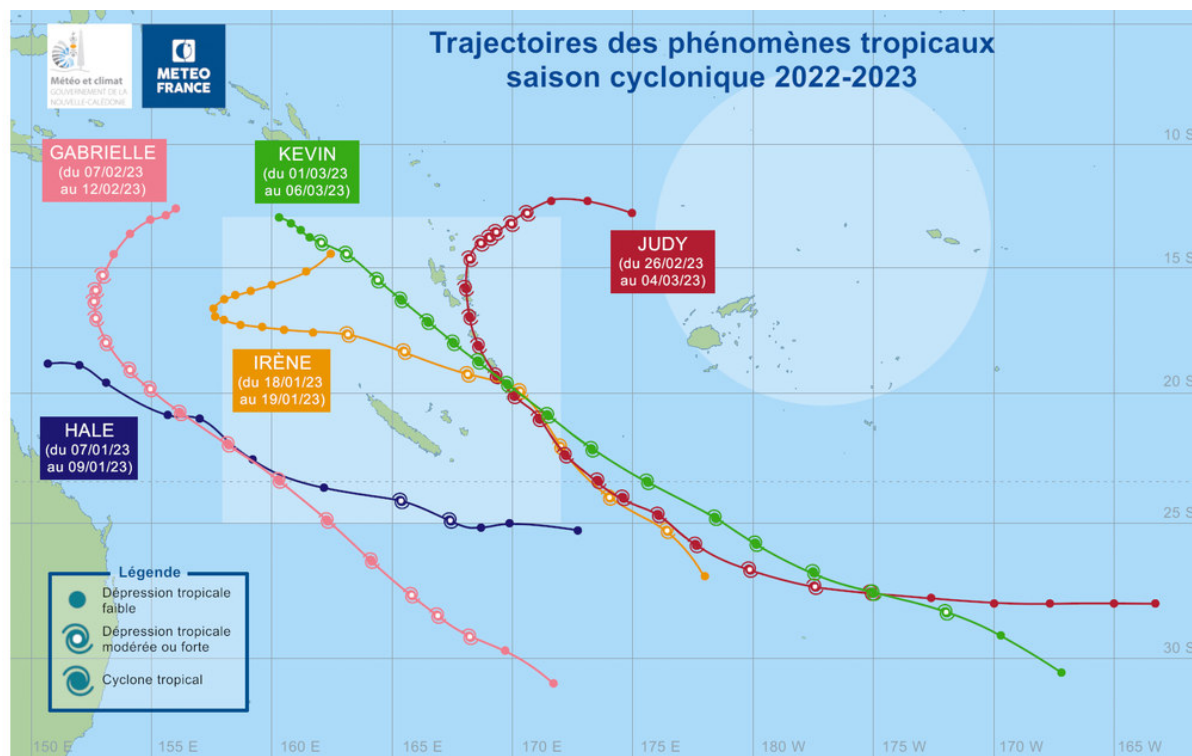 Trajectoires des phénomènes tropicaux
saison cyclonique 2022-2023
Météo et climat
GOUVERNEMENT DE LA
NOUVELLE-CALÉDONIE
METEO
FRANCE
GABRIELLE
(du 07/02/23
au 12/02/23)
KEVIN
(du 01/03/23
au 06/03/23)
JUDY
(du 26/02/23
au 04/03/23)
IRÈNE
(du 18/01/23
au 19/01/23)
HALE
(du 07/01/23
au 09/01/23)
10 S
15 S
20 S
25 S
30 S
Légende
Dépression tropicale
faible
Dépression tropicale
modérée ou forte
Cyclone tropical
150 E
155 E
160 E
165 E
170 E
175 E
180 W
175 W
170 W
165 W